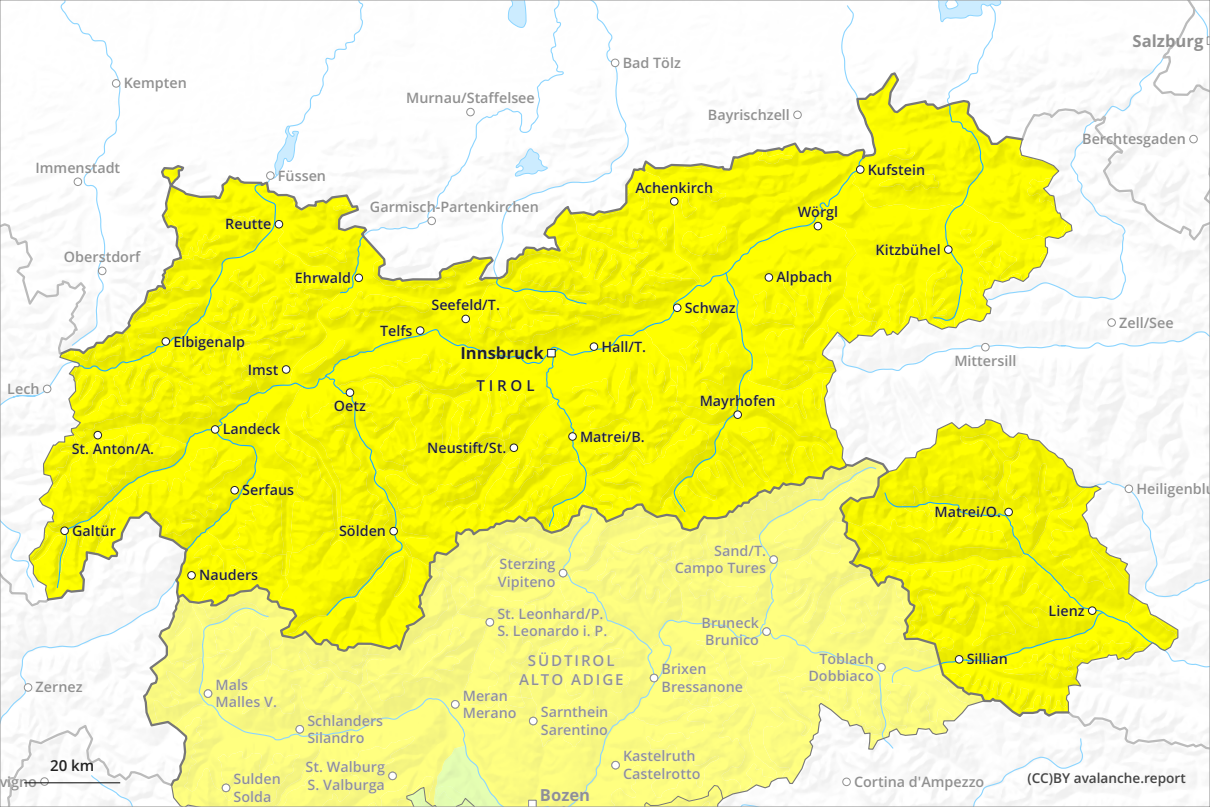 Salzburg
Bad Tölz
Kempten
Murnau/Staffelsee
Bayrischzell
Berchtesgaden
Immenstadt
Füssen
Kufstein
Achenkirch
Garmisch-Partenkirchen
Wörgl
Reutte
Kitzbühel
Oberstdorf
Ehrwald
Alpbach
Seefeld/T.
Schwaz
Zell/See
Telfs
Elbigenalp
Innsbruck
Hall/T.
Mittersill
Imst
TIROL
Lech
Oetz
Mayrhofen
Landeck
St. Anton/A.
Neustift/St.
Matrei/B.
Serfaus
Heiligenblu
Matrei/O.
Galtür
Sölden
Sand/T.
Campo Tures
Sterzing
Vipiteno
Nauders
St. Leonhard/P.
S. Leonardo i. P.
Lienz
Bruneck
Brunico
Sillian
SÜDTIROL
ALTO ADIGE
Toblach
Dobbiaco
Brixen
Bressanone
Zernez
Mals
Malles V.
Meran
Merano
Sarnthein
Sarentino
Schlanders
Silandro
Kastelruth
Castelrotto
20 km
St. Walburg
S. Valburga
Sulden
Solda
vigno
Cortina d'Ampezzo
(CC)BY avalanche.report
Bozen